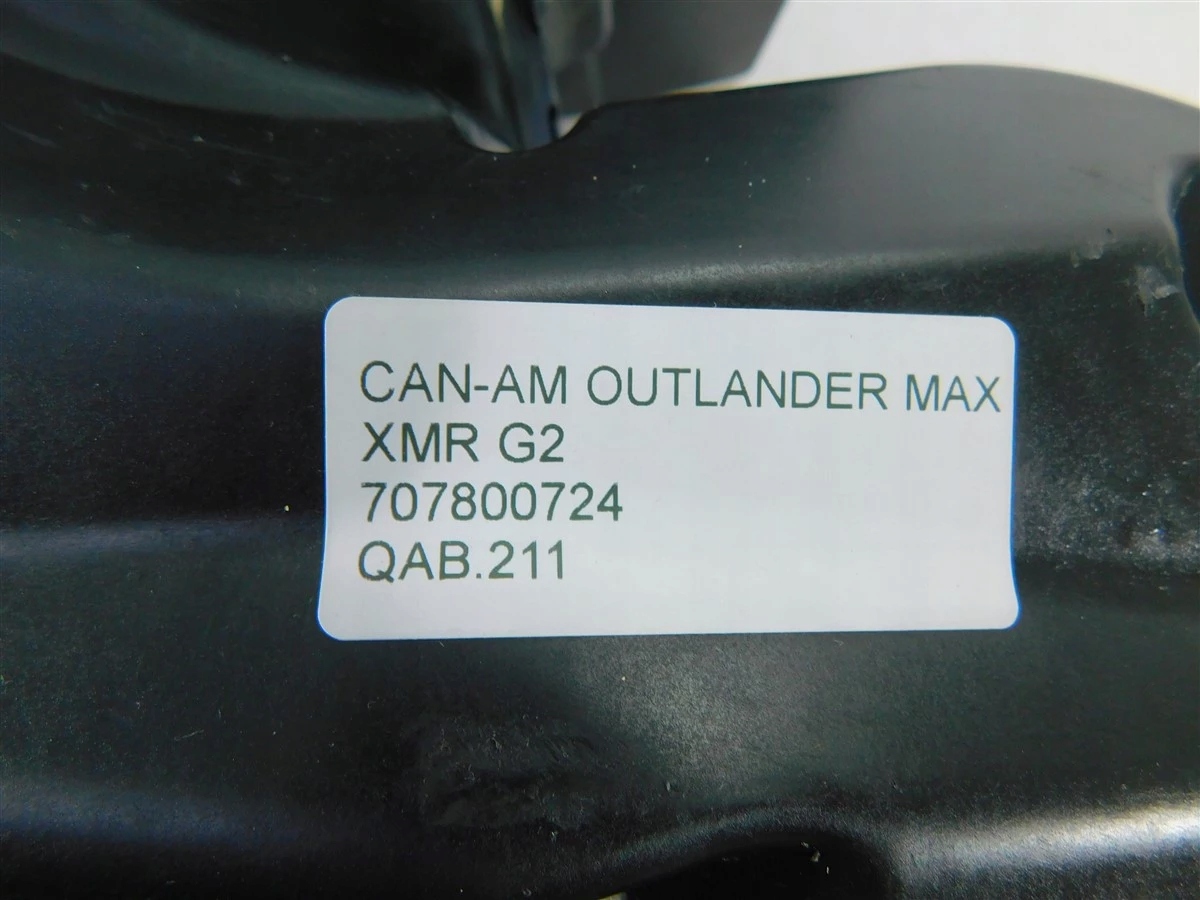 CAN-AM OUTLANDER MAX
XMR G2
707800724
QAB.211